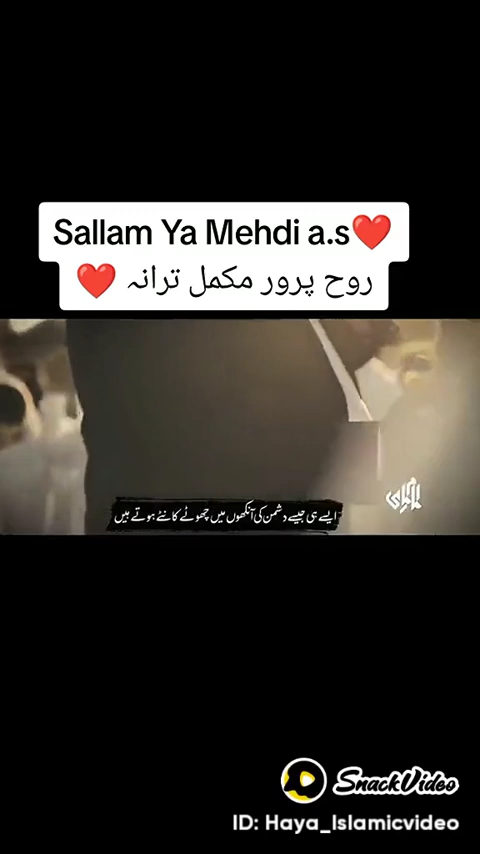 Sallam Ya Mehdi a.s❤️
روح پرور مکمل ترانہ ❤️
ایسے ہی جیسے دشمن کی آنکھوں میں چھوٹے کانٹے ہوتے ہیں
SnackVideo
ID: Haya_Islamicvideo